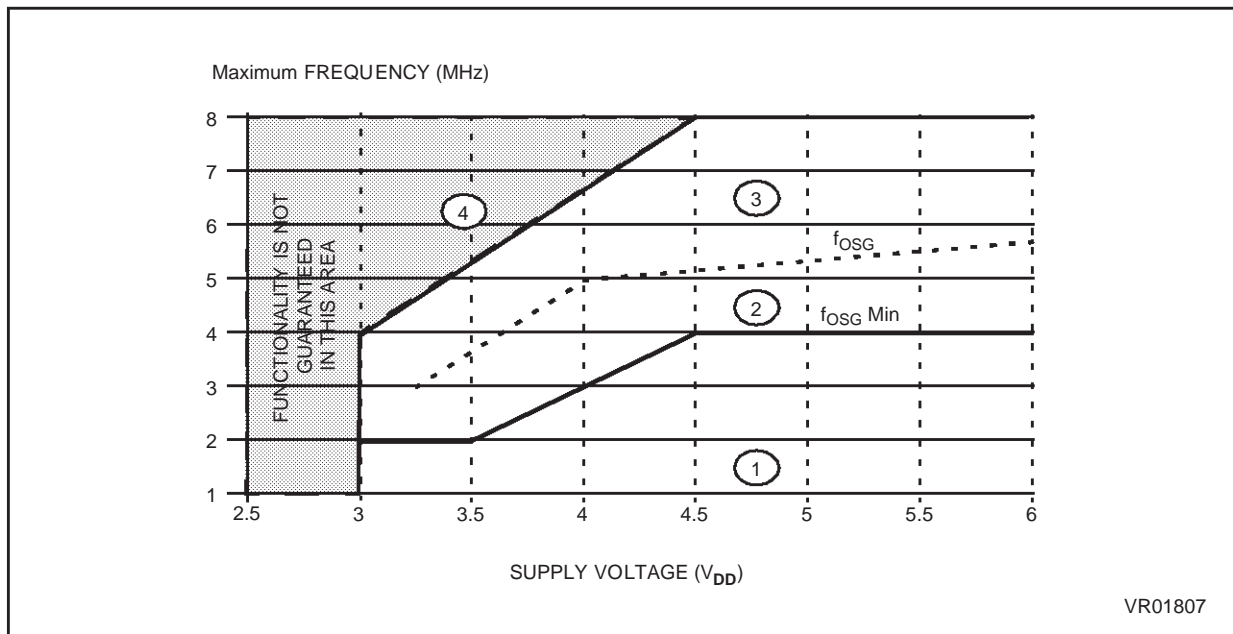 Maximum FREQUENCY (MHz)
8
7
6
5
4
3
2
1
FUNCTIONALITY IS NOT
GUARANTEED
IN THIS AREA
4
3
fOSG
2
fOSG Min
1
2.5 3 3.5 4 4.5 5 5.5 6
SUPPLY VOLTAGE (VDD)
VR01807